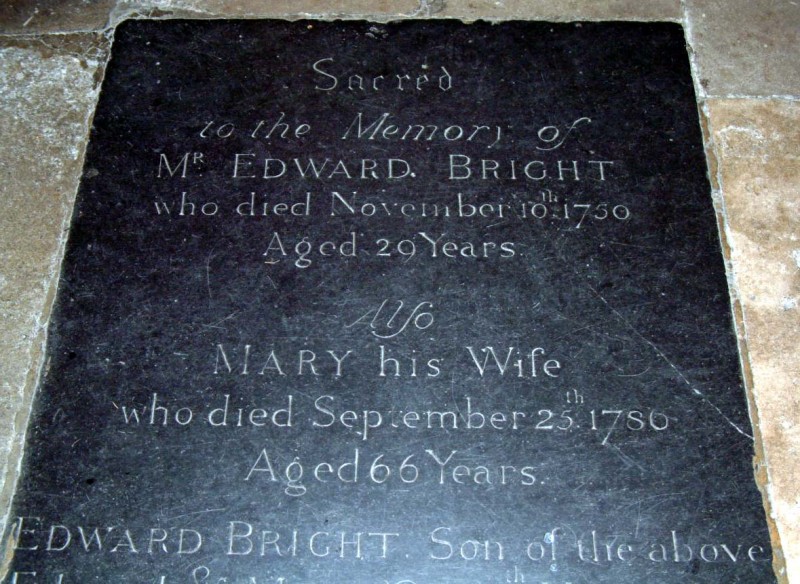 Sacred
to the Memory of
Mr. EDWARD. BRIGHT
who died November 10th. 1750
Aged 29 Years.
Alſo
MARY his Wife
who died September 25th. 1786
Aged 66 Years.
EDWARD BRIGHT. Son of the above
Edward &